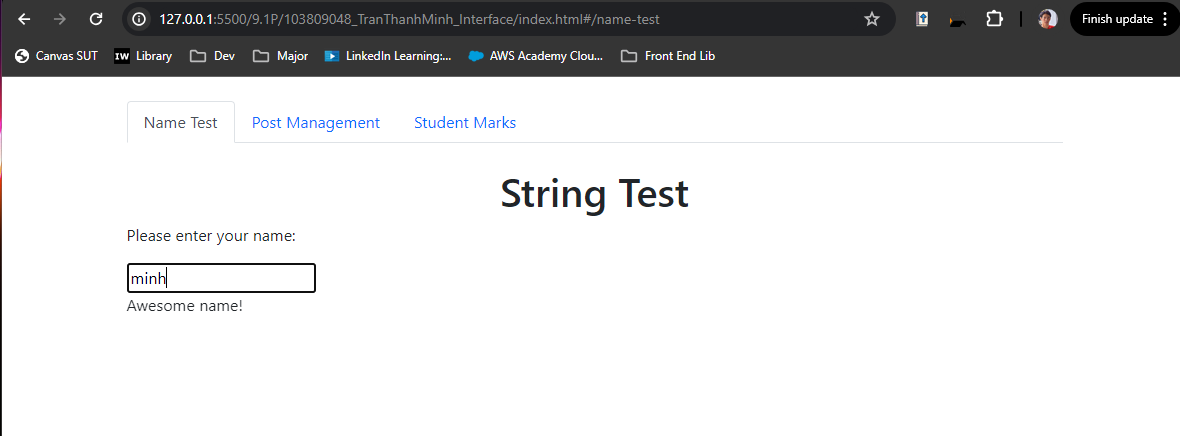 127.0.0.1:5500/9.1P/103809048_TranThanhMinh_Interface/index.html#/name-test
Finish update
Canvas SUT
IW Library
Dev
Major
LinkedIn Learning:...
AWS Academy Clou...
Front End Lib
Name Test
Post Management
Student Marks
String Test
Please enter your name:
minh
Awesome name!